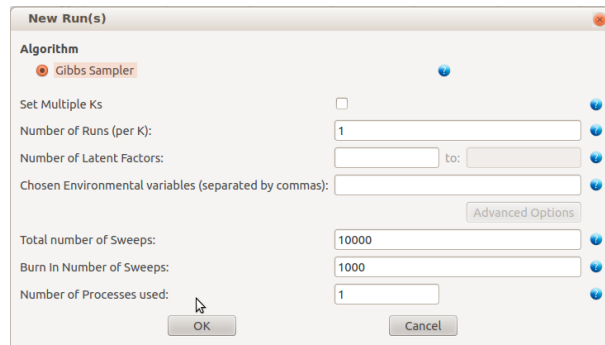 New Run(s)
Algorithm
Gibbs Sampler
Set Multiple Ks
Number of Runs (per K): 1
Number of Latent Factors: to:
Chosen Environmental variables (separated by commas):
Advanced Options
Total number of Sweeps: 10000
Burn In Number of Sweeps: 1000
Number of Processes used: 1
OK Cancel